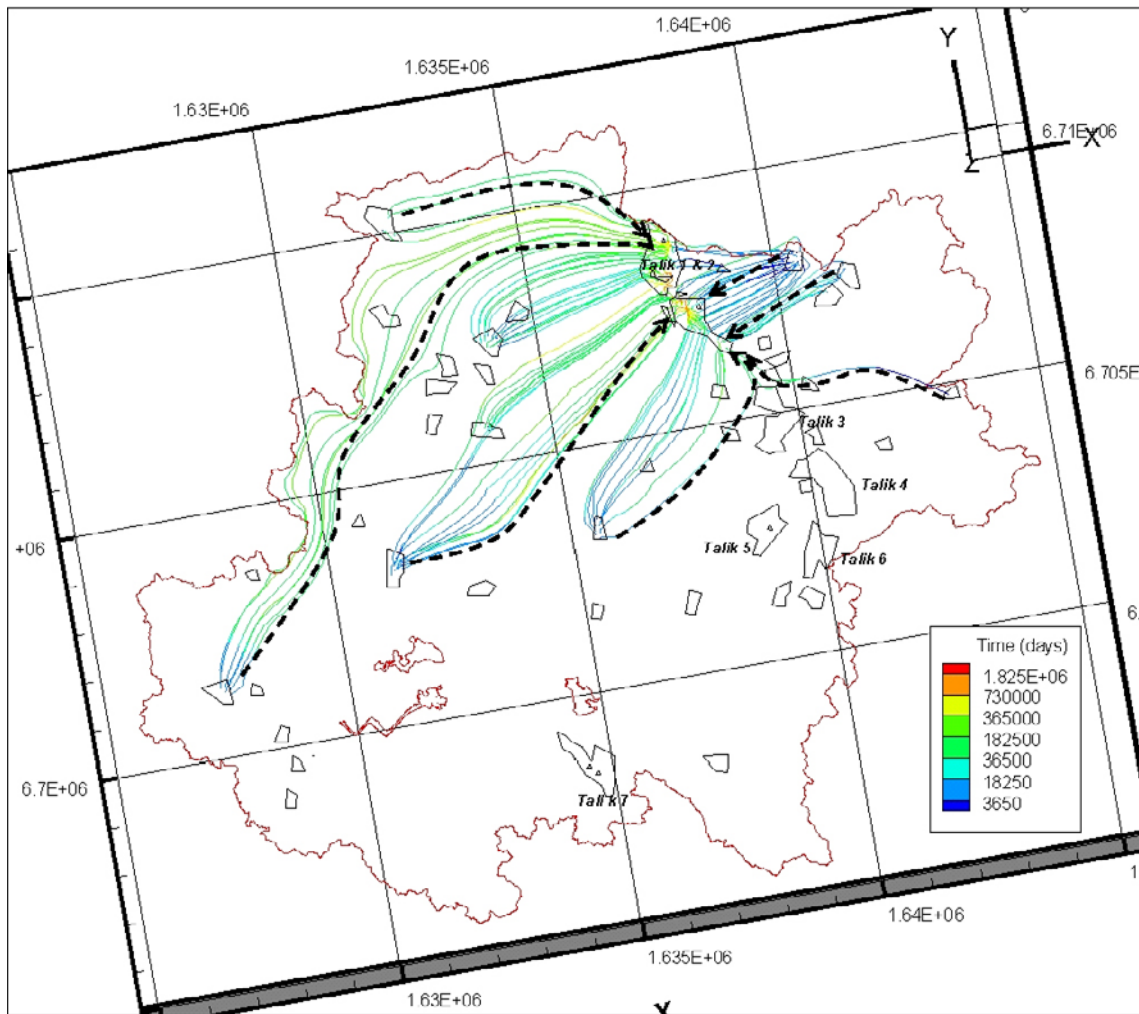 1.64E+06
1.635E+06
1.63E+06
Y
6.71E+06
X
Z
Talik 1 & 2
6.705E
Talik 3
Talik 4
+06
Talik 5
Talik 6
6.
Time (days)
1.825E+06
730000
365000
182500
36500
18250
3650
6.7E+06
Talik 7
1
1.64E+06
1.635E+06
1.63E+06